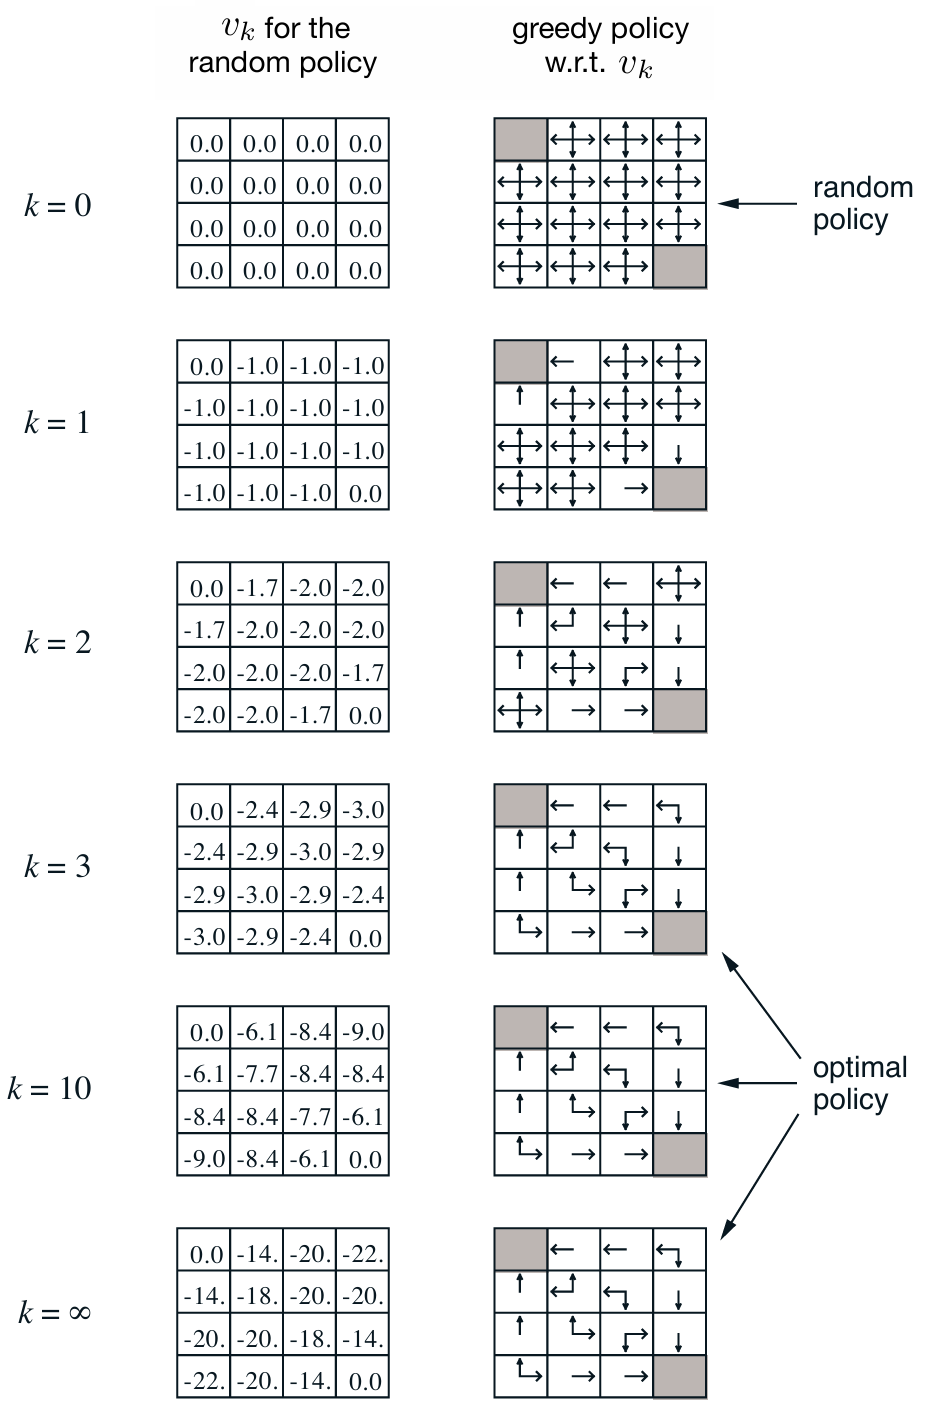 vk for the
random policy
greedy policy
w.r.t. vk
k = 0
0.0 0.0 0.0 0.0
0.0 0.0 0.0 0.0
0.0 0.0 0.0 0.0
0.0 0.0 0.0 0.0
random
policy
k = 1
0.0 -1.0 -1.0 -1.0
-1.0 -1.0 -1.0 -1.0
-1.0 -1.0 -1.0 -1.0
-1.0 -1.0 -1.0 0.0
k = 2
0.0 -1.7 -2.0 -2.0
-1.7 -2.0 -2.0 -2.0
-2.0 -2.0 -2.0 -1.7
-2.0 -2.0 -1.7 0.0
k = 3
0.0 -2.4 -2.9 -3.0
-2.4 -2.9 -3.0 -2.9
-2.9 -3.0 -2.9 -2.4
-3.0 -2.9 -2.4 0.0
k = 10
0.0 -6.1 -8.4 -9.0
-6.1 -7.7 -8.4 -8.4
-8.4 -8.4 -7.7 -6.1
-9.0 -8.4 -6.1 0.0
optimal
policy
k = ∞
0.0 -14. -20. -22.
-14. -18. -20. -20.
-20. -20. -18. -14.
-22. -20. -14. 0.0